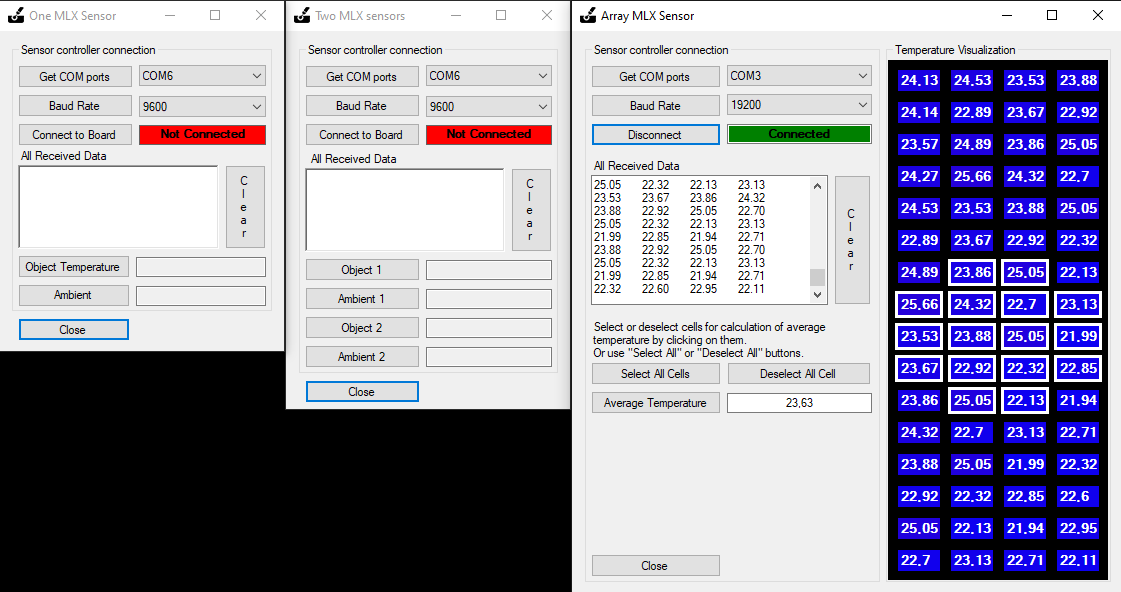 One MLX Sensor
Sensor controller connection
Get COM ports
COM6
Baud Rate
9600
Connect to Board
Not Connected
All Received Data
Clear
Object Temperature
Ambient
Close
Two MLX sensors
Sensor controller connection
Get COM ports
COM6
Baud Rate
9600
Connect to Board
Not Connected
All Received Data
Clear
Object 1
Ambient 1
Object 2
Ambient 2
Close
Array MLX Sensor
Sensor controller connection
Get COM ports
COM3
Baud Rate
19200
Disconnect
Connected
All Received Data
25.05 22.32 22.13 23.13
23.53 23.67 23.86 24.32
23.88 22.92 25.05 22.70
25.05 22.32 22.13 23.13
21.99 22.85 21.94 22.71
23.88 22.92 25.05 22.70
25.05 22.32 22.13 23.13
21.99 22.85 21.94 22.71
22.32 22.60 22.95 22.11
Clear
Select or deselect cells for calculation of average
temperature by clicking on them.
Or use "Select All" or "Deselect All" buttons.
Select All Cells
Deselect All Cell
Average Temperature
23,63
Close
Temperature Visualization
24.13 24.53 23.53 23.88
24.14 22.89 23.67 22.92
23.57 24.89 23.86 25.05
24.27 25.66 24.32 22.7
24.53 23.53 23.88 25.05
22.89 23.67 22.92 22.32
24.89 23.86 25.05 22.13
25.66 24.32 22.7 23.13
23.53 23.88 25.05 21.99
23.67 22.92 22.32 22.85
23.86 25.05 22.13 21.94
24.32 22.7 23.13 22.71
23.88 25.05 21.99 22.32
22.92 22.32 22.85 22.6
25.05 22.13 21.94 22.95
22.7 23.13 22.71 22.11